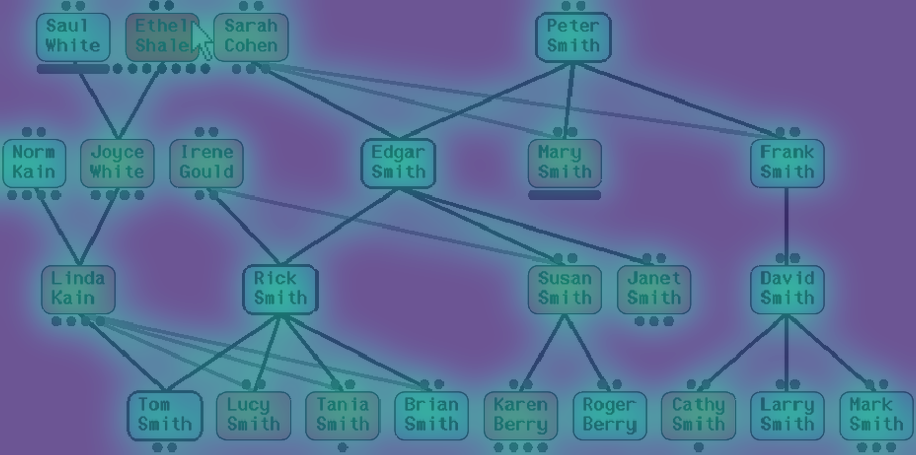 Saul
White
Ethel
Shale
Sarah
Cohen
Peter
Smith
Norm
Kain
Joyce
White
Irene
Gould
Edgar
Smith
Mary
Smith
Frank
Smith
Linda
Kain
Rick
Smith
Susan
Smith
Janet
Smith
David
Smith
Tom
Smith
Lucy
Smith
Tania
Smith
Brian
Smith
Karen
Berry
Roger
Berry
Cathy
Smith
Larry
Smith
Mark
Smith